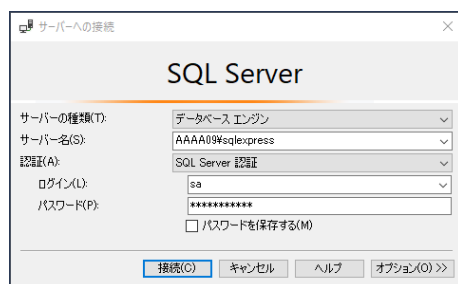 サーバーへの接続
SQL Server
サーバーの種類(T): データベース エンジン
サーバー名(S): AAAA09¥sqlexpress
認証(A): SQL Server 認証
ログイン(L): sa
パスワード(P): ***********
パスワードを保存する(M)
接続(C) キャンセル ヘルプ オプション(O) >>